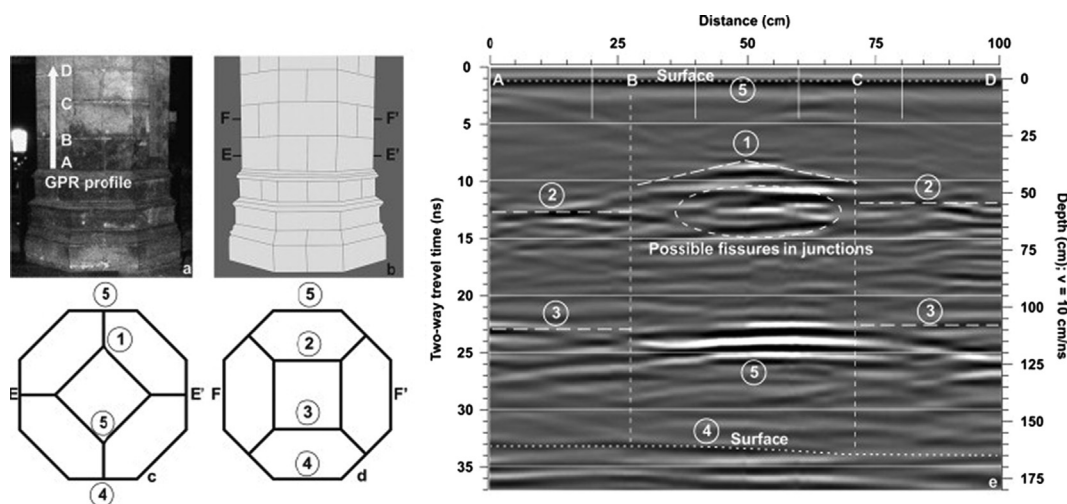 D
C
B
A
GPR profile
a
F F'
E E'
b
5
1
E E'
5
4
c
5
2
F F'
3
4
d
Distance (cm)
0 25 50 75 100
A B Surface C D
5
1
2 2
Possible fissures in junctions
3 3
5
4 Surface
e
Two-way trevel time (ns)
0
5
10
15
20
25
30
35
Depth (cm); v = 10 cm/ns
0
25
50
75
100
125
150
175